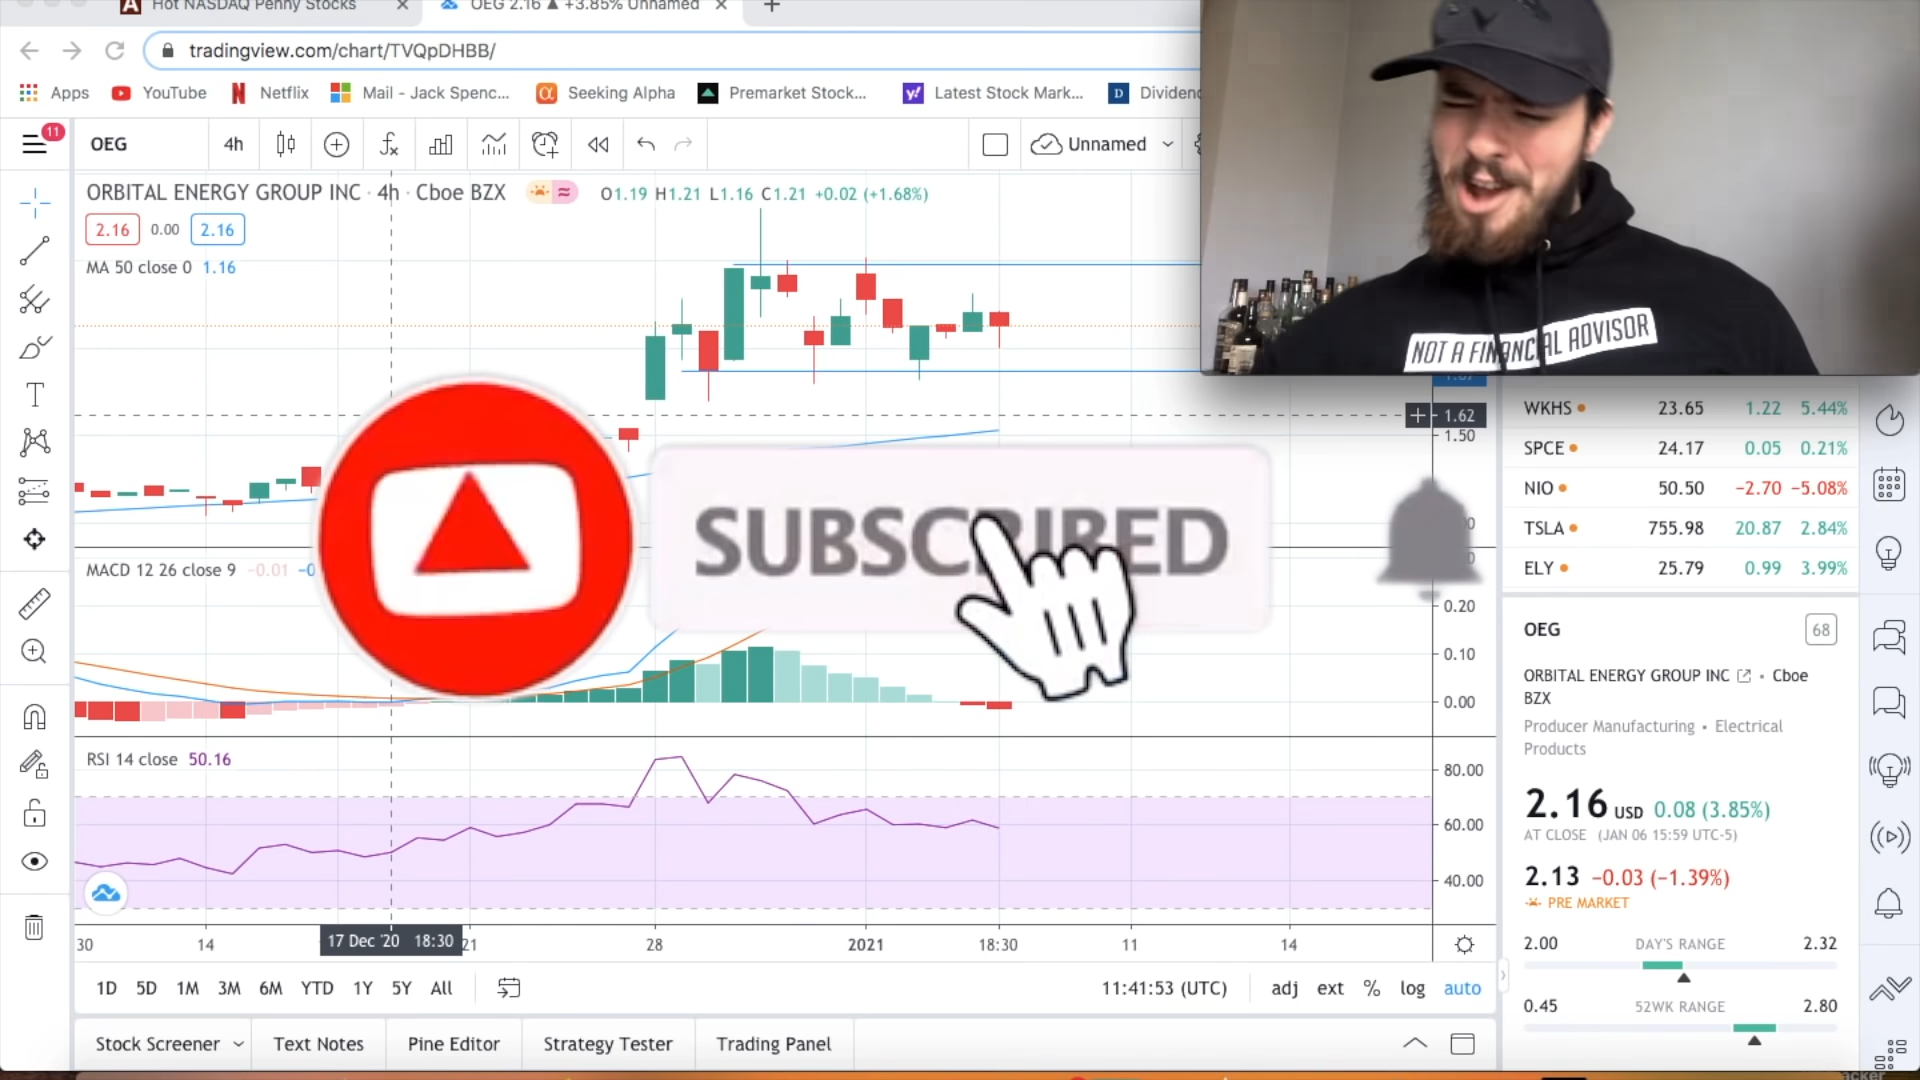 Hot NASDAQ Penny Stocks
OEG 2.16 ▲ +3.85% Unnamed
tradingview.com/chart/TVQpDHBB/
Apps YouTube Netflix Mail - Jack Spenc... Seeking Alpha Premarket Stock... Latest Stock Mark... Dividend
11
OEG 4h Unnamed
ORBITAL ENERGY GROUP INC · 4h · Cboe BZX O1.19 H1.21 L1.16 C1.21 +0.02 (+1.68%)
2.16 0.00 2.16
MA 50 close 0 1.16
NOT A FINANCIAL ADVISOR
1.62
1.50
WKHS 23.65 1.22 5.44%
SPCE 24.17 0.05 0.21%
NIO 50.50 −2.70 −5.08%
TSLA 755.98 20.87 2.84%
ELY 25.79 0.99 3.99%
SUBSCRIBED
MACD 12 26 close 9 −0.01
0.20
0.10
0.00
OEG 68
ORBITAL ENERGY GROUP INC • Cboe
BZX
Producer Manufacturing • Electrical
Products
2.16 USD 0.08 (3.85%)
AT CLOSE (JAN 06 15:59 UTC-5)
2.13 −0.03 (−1.39%)
PRE MARKET
2.00 DAY'S RANGE 2.32
0.45 52WK RANGE 2.80
RSI 14 close 50.16
80.00
60.00
40.00
30 14 17 Dec '20 18:30 21 28 2021 18:30 11 14
1D 5D 1M 3M 6M YTD 1Y 5Y All 11:41:53 (UTC) adj ext % log auto
Stock Screener Text Notes Pine Editor Strategy Tester Trading Panel